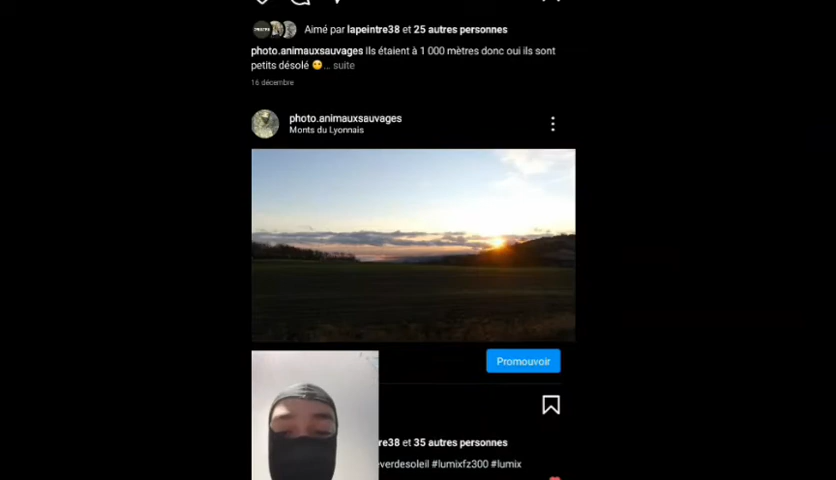 Aimé par lapeintre38 et 25 autres personnes
photo.animauxsauvages Ils étaient à 1 000 mètres donc oui ils sont
petits désolé 😬... suite
16 décembre
photo.animauxsauvages
Monts du Lyonnais
Promouvoir
re38 et 35 autres personnes
everdesoleil #lumixfz300 #lumix